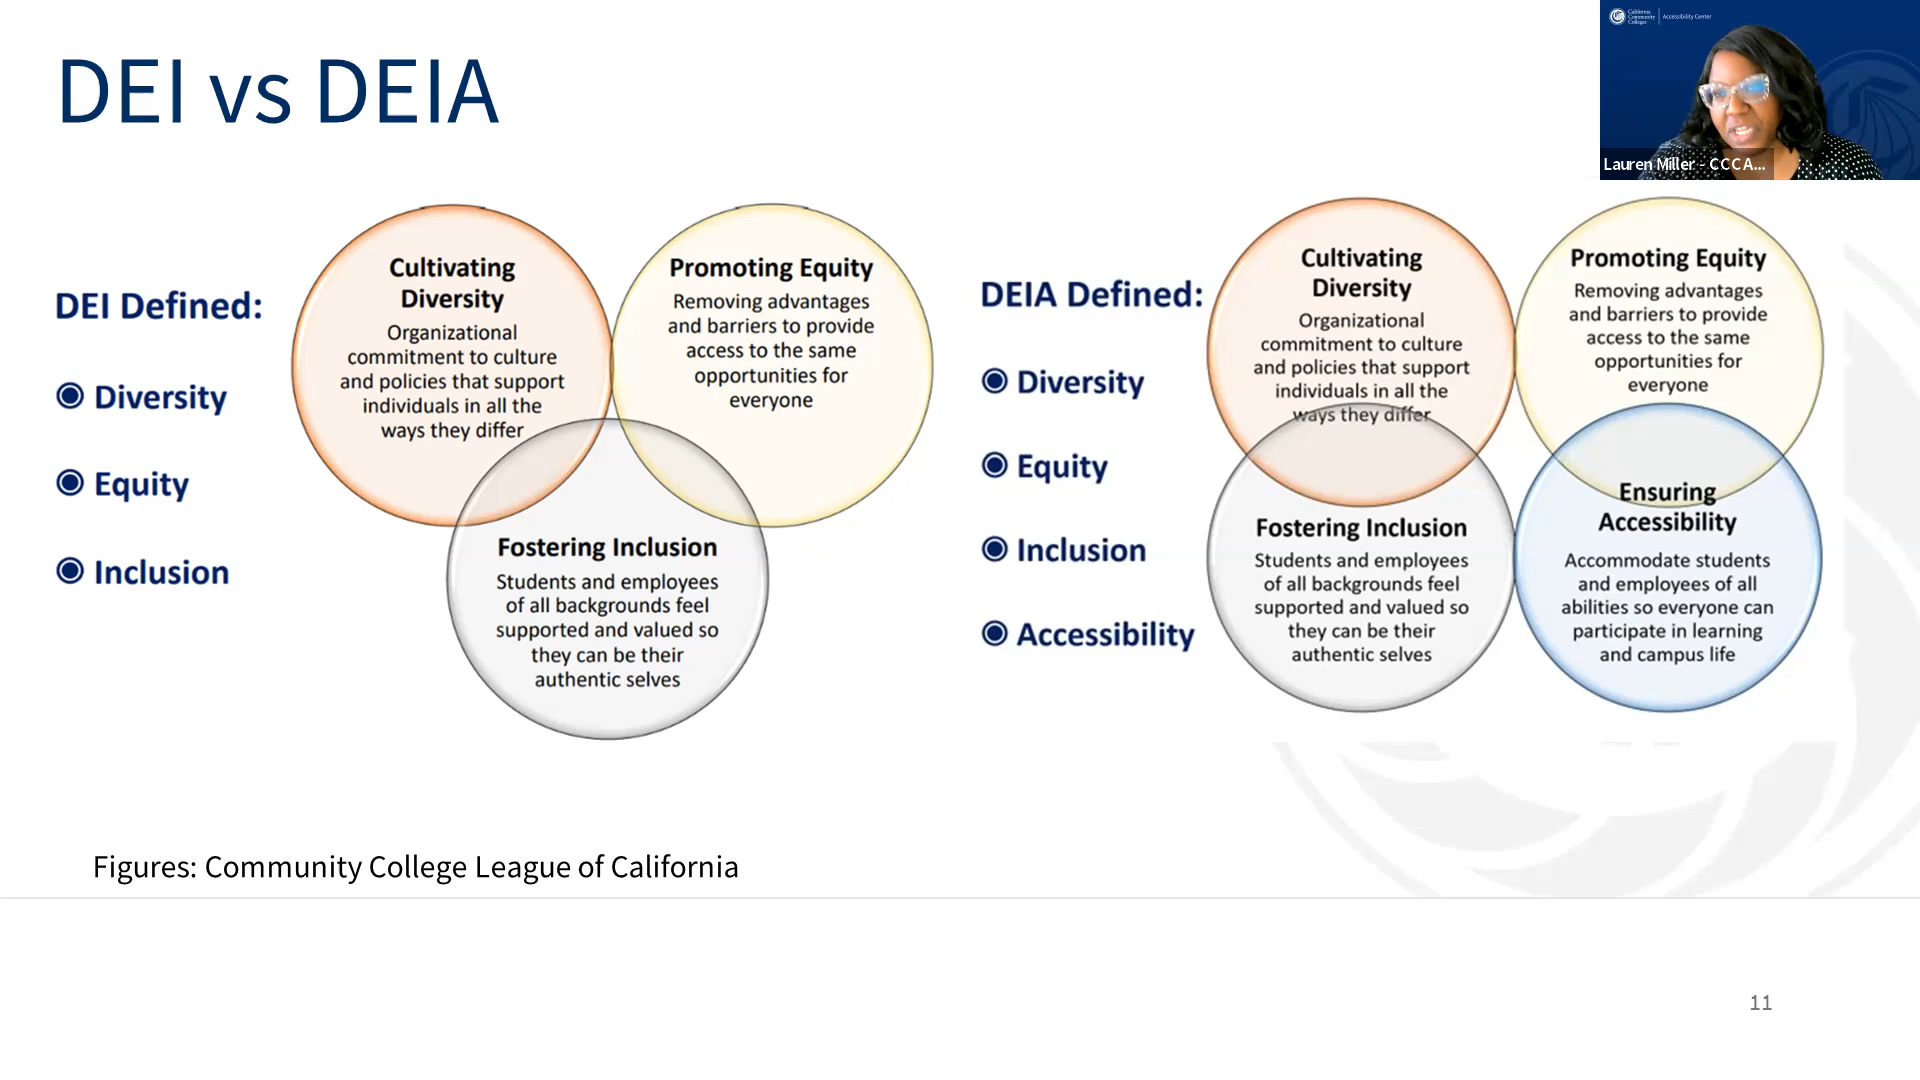 DEI vs DEIA
California
Community
Colleges
Accessibility Center
Lauren Miller - CCCA...
DEI Defined:
Diversity
Equity
Inclusion
Cultivating
Diversity
Organizational
commitment to culture
and policies that support
individuals in all the
ways they differ
Promoting Equity
Removing advantages
and barriers to provide
access to the same
opportunities for
everyone
Fostering Inclusion
Students and employees
of all backgrounds feel
supported and valued so
they can be their
authentic selves
DEIA Defined:
Diversity
Equity
Inclusion
Accessibility
Cultivating
Diversity
Organizational
commitment to culture
and policies that support
individuals in all the
ways they differ
Promoting Equity
Removing advantages
and barriers to provide
access to the same
opportunities for
everyone
Fostering Inclusion
Students and employees
of all backgrounds feel
supported and valued so
they can be their
authentic selves
Ensuring
Accessibility
Accommodate students
and employees of all
abilities so everyone can
participate in learning
and campus life
Figures: Community College League of California
11